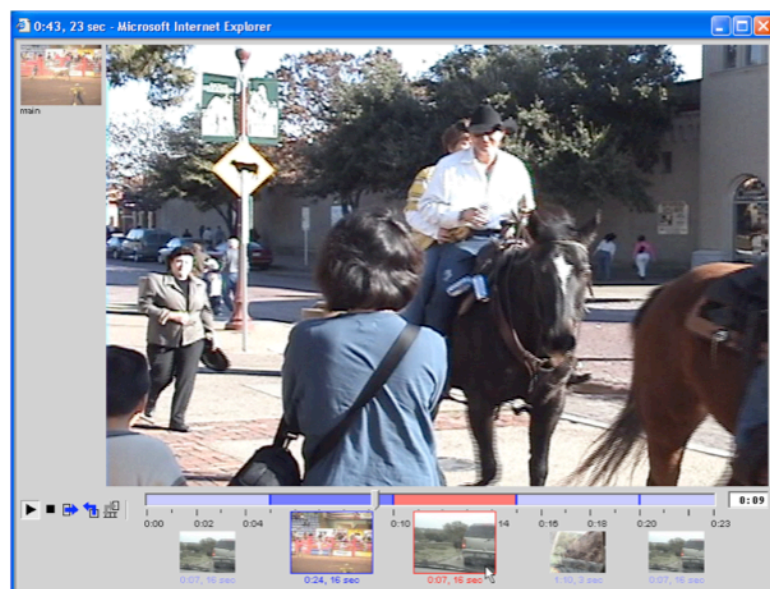 0:43, 23 sec - Microsoft Internet Explorer
main
0:09
0:00 0:02 0:04 0:10 14 0:16 0:18 0:20 0:23
0:07, 16 sec 0:24, 16 sec 0:07, 16 sec 1:10, 3 sec 0:07, 16 sec